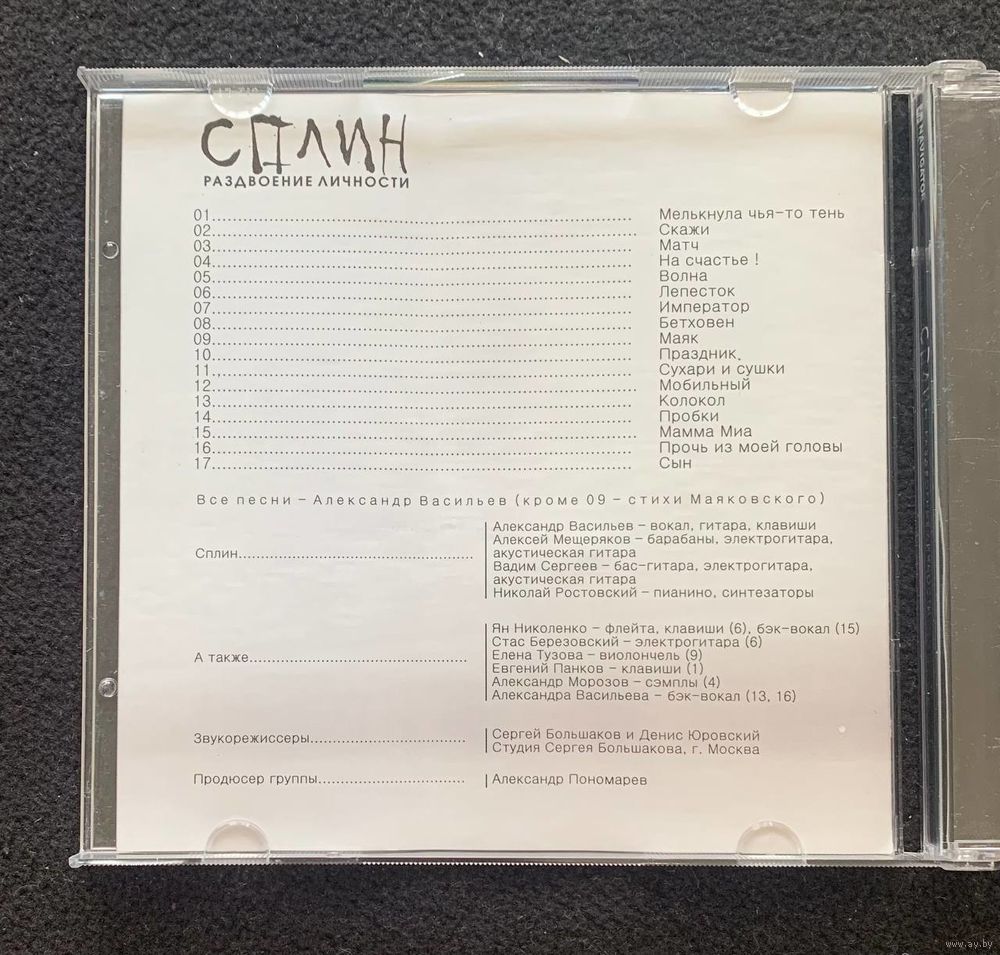 СПЛИН
РАЗДВОЕНИЕ ЛИЧНОСТИ
01.................... Мелькнула чья-то тень
02.................... Скажи
03.................... Матч
04.................... На счастье !
05.................... Волна
06.................... Лепесток
07.................... Император
08.................... Бетховен
09.................... Маяк
10.................... Праздник.
11.................... Сухари и сушки
12.................... Мобильный
13.................... Колокол
14.................... Пробки
15.................... Мамма Миа
16.................... Прочь из моей головы
17.................... Сын
Все песни – Александр Васильев (кроме 09 – стихи Маяковского)
Сплин....................
Александр Васильев – вокал, гитара, клавиши
Алексей Мещеряков – барабаны, электрогитара,
акустическая гитара
Вадим Сергеев – бас-гитара, электрогитара,
акустическая гитара
Николай Ростовский – пианино, синтезаторы
А также....................
Ян Николенко – флейта, клавиши (6), бэк-вокал (15)
Стас Березовский – электрогитара (6)
Елена Тузова – виолончель (9)
Евгений Панков – клавиши (1)
Александр Морозов – сэмплы (4)
Александра Васильева – бэк-вокал (13, 16)
Звукорежиссеры....................
Сергей Большаков и Денис Юровский
Студия Сергея Большакова, г. Москва
Продюсер группы.................... Александр Пономарев
NAVIGATOR
www.ay.by